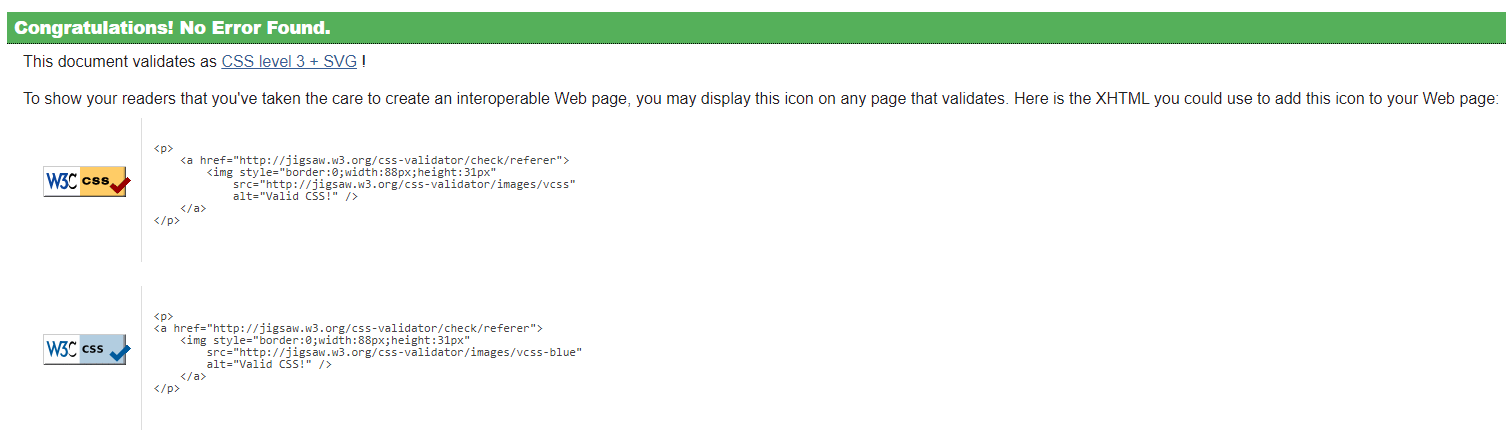 Congratulations! No Error Found.
This document validates as CSS level 3 + SVG !
To show your readers that you've taken the care to create an interoperable Web page, you may display this icon on any page that validates. Here is the XHTML you could use to add this icon to your Web page:
W3C css
<p>
    <a href="http://jigsaw.w3.org/css-validator/check/referer">
        <img style="border:0;width:88px;height:31px"
            src="http://jigsaw.w3.org/css-validator/images/vcss"
            alt="Valid CSS!" />
    </a>
</p>
W3C css
<p>
<a href="http://jigsaw.w3.org/css-validator/check/referer">
    <img style="border:0;width:88px;height:31px"
        src="http://jigsaw.w3.org/css-validator/images/vcss-blue"
        alt="Valid CSS!" />
    </a>
</p>